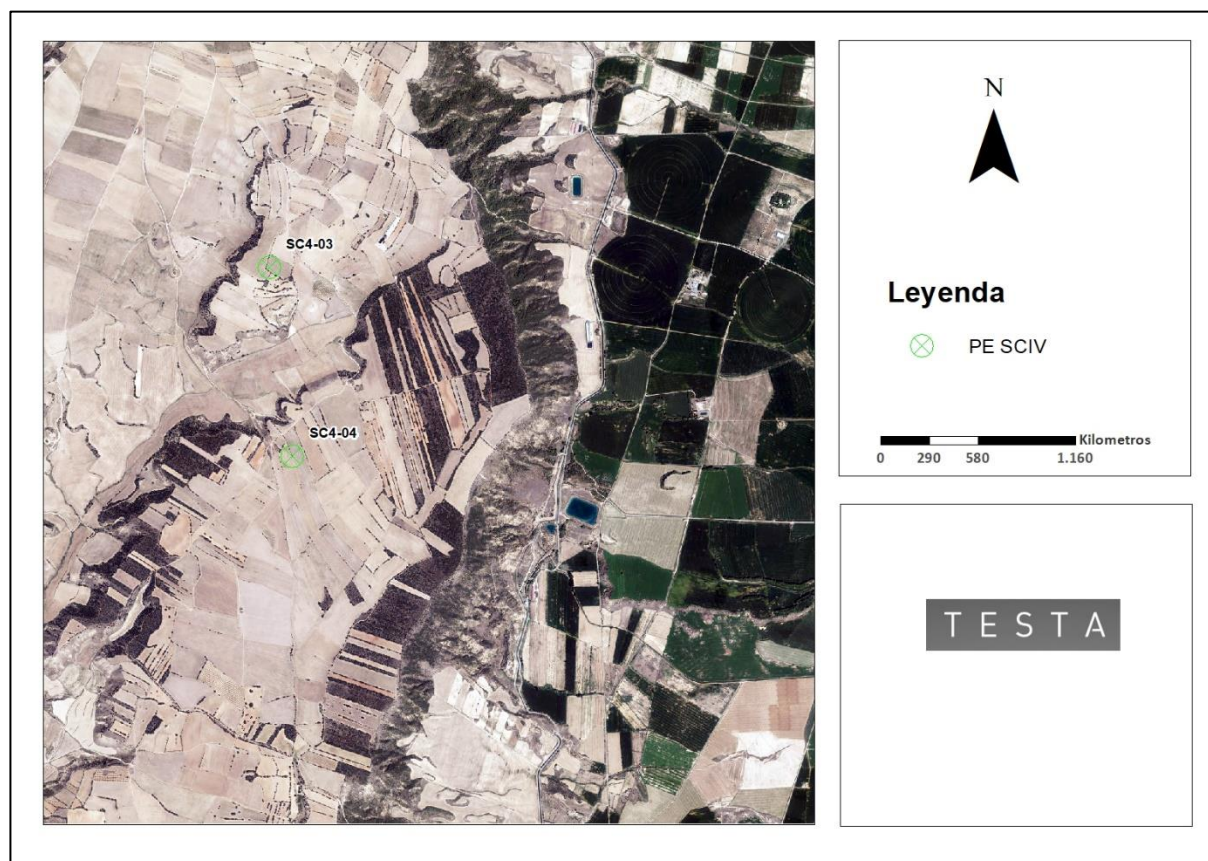 SC4-03
SC4-04
N
Leyenda
PE SCIV
Kilometros
0 290 580 1.160
TESTA